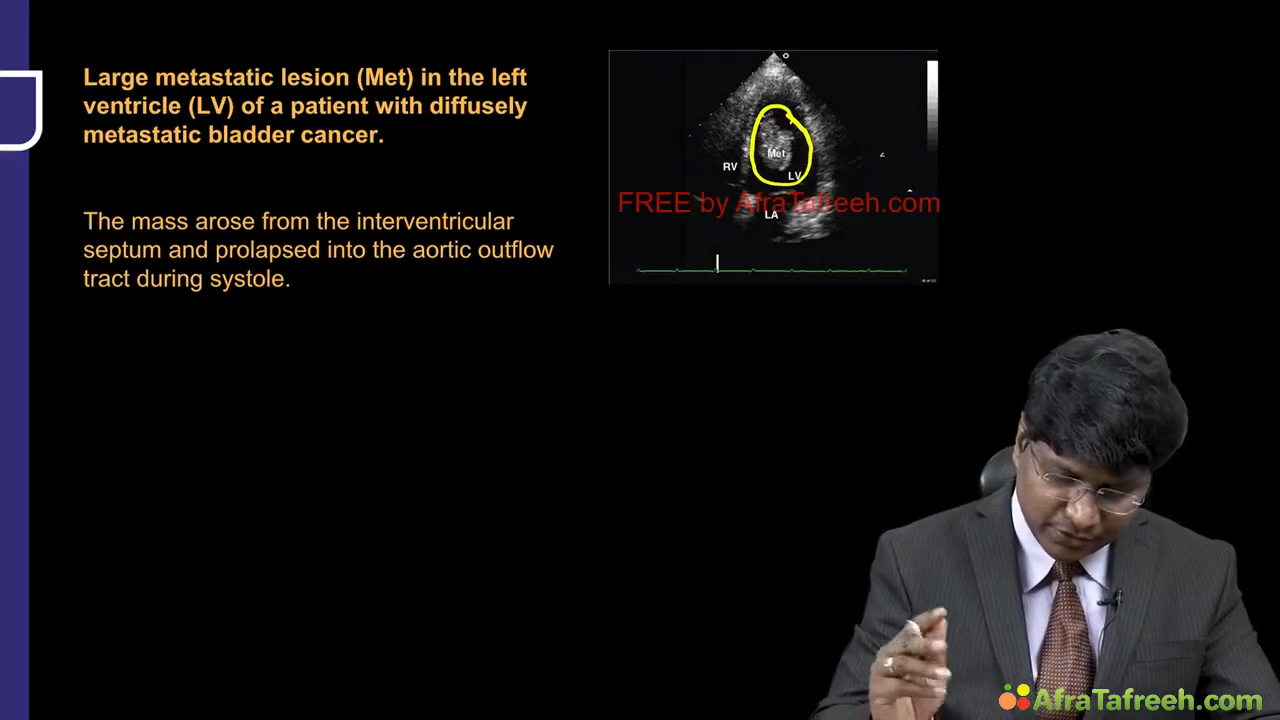 Large metastatic lesion (Met) in the left
ventricle (LV) of a patient with diffusely
metastatic bladder cancer.
The mass arose from the interventricular
septum and prolapsed into the aortic outflow
tract during systole.
Met
RV
LV
FREE by AfraTafreeh.com
LA
AfraTafreeh.com